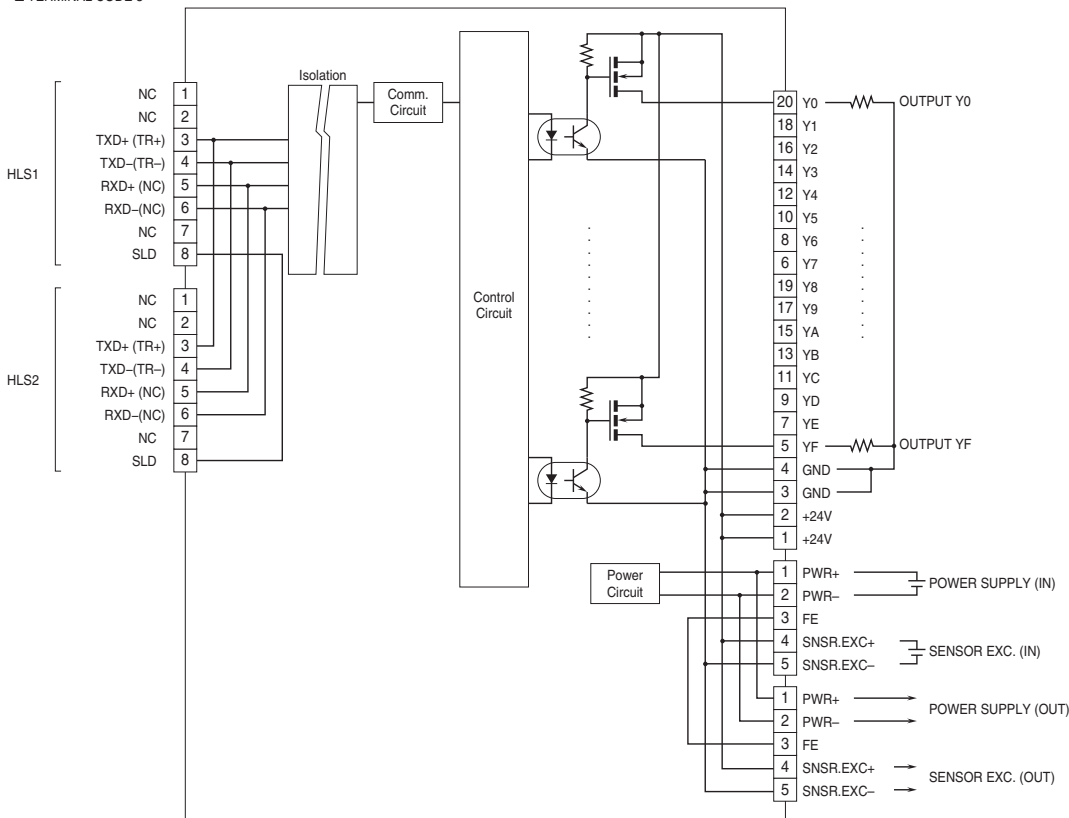 Isolation
Comm.
Circuit
Control
Circuit
Power
Circuit
HLS1
NC 1
NC 2
TXD+ (TR+) 3
TXD−(TR−) 4
RXD+ (NC) 5
RXD−(NC) 6
NC 7
SLD 8
HLS2
NC 1
NC 2
TXD+ (TR+) 3
TXD−(TR−) 4
RXD+ (NC) 5
RXD−(NC) 6
NC 7
SLD 8
20 Y0 OUTPUT Y0
18 Y1
16 Y2
14 Y3
12 Y4
10 Y5
8 Y6
6 Y7
19 Y8
17 Y9
15 YA
13 YB
11 YC
9 YD
7 YE
5 YF OUTPUT YF
4 GND
3 GND
2 +24V
1 +24V
1 PWR+
2 PWR−
POWER SUPPLY (IN)
3 FE
4 SNSR.EXC+
5 SNSR.EXC−
SENSOR EXC. (IN)
1 PWR+
2 PWR−
POWER SUPPLY (OUT)
3 FE
4 SNSR.EXC+
5 SNSR.EXC−
SENSOR EXC. (OUT)